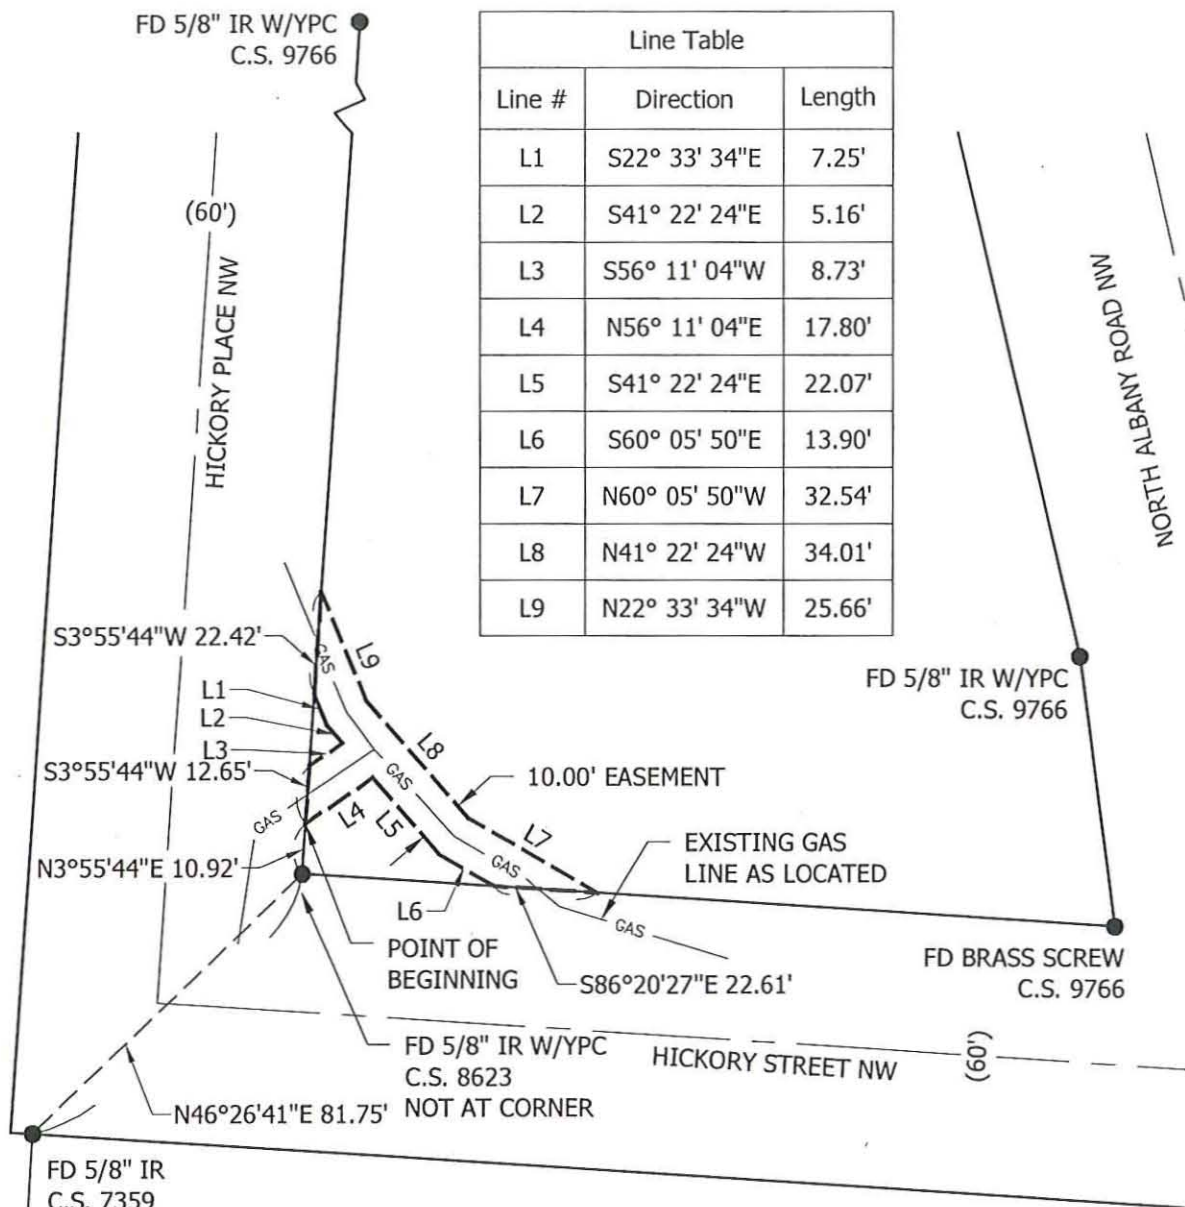 FD 5/8" IR W/YPC
C.S. 9766
Line Table
Line # Direction Length
L1 S22° 33' 34"E 7.25'
L2 S41° 22' 24"E 5.16'
L3 S56° 11' 04"W 8.73'
L4 N56° 11' 04"E 17.80'
L5 S41° 22' 24"E 22.07'
L6 S60° 05' 50"E 13.90'
L7 N60° 05' 50"W 32.54'
L8 N41° 22' 24"W 34.01'
L9 N22° 33' 34"W 25.66'
(60')
HICKORY PLACE NW
NORTH ALBANY ROAD NW
S3°55'44"W 22.42'
GAS
L9
L1
L2
L3
L8
S3°55'44"W 12.65'
GAS
10.00' EASEMENT
GAS
L4
L5
L7
FD 5/8" IR W/YPC
C.S. 9766
EXISTING GAS
LINE AS LOCATED
N3°55'44"E 10.92'
GAS
L6
GAS
POINT OF
BEGINNING
S86°20'27"E 22.61'
FD BRASS SCREW
C.S. 9766
FD 5/8" IR W/YPC
C.S. 8623
NOT AT CORNER
HICKORY STREET NW
(60')
N46°26'41"E 81.75'
FD 5/8" IR
C.S. 7359